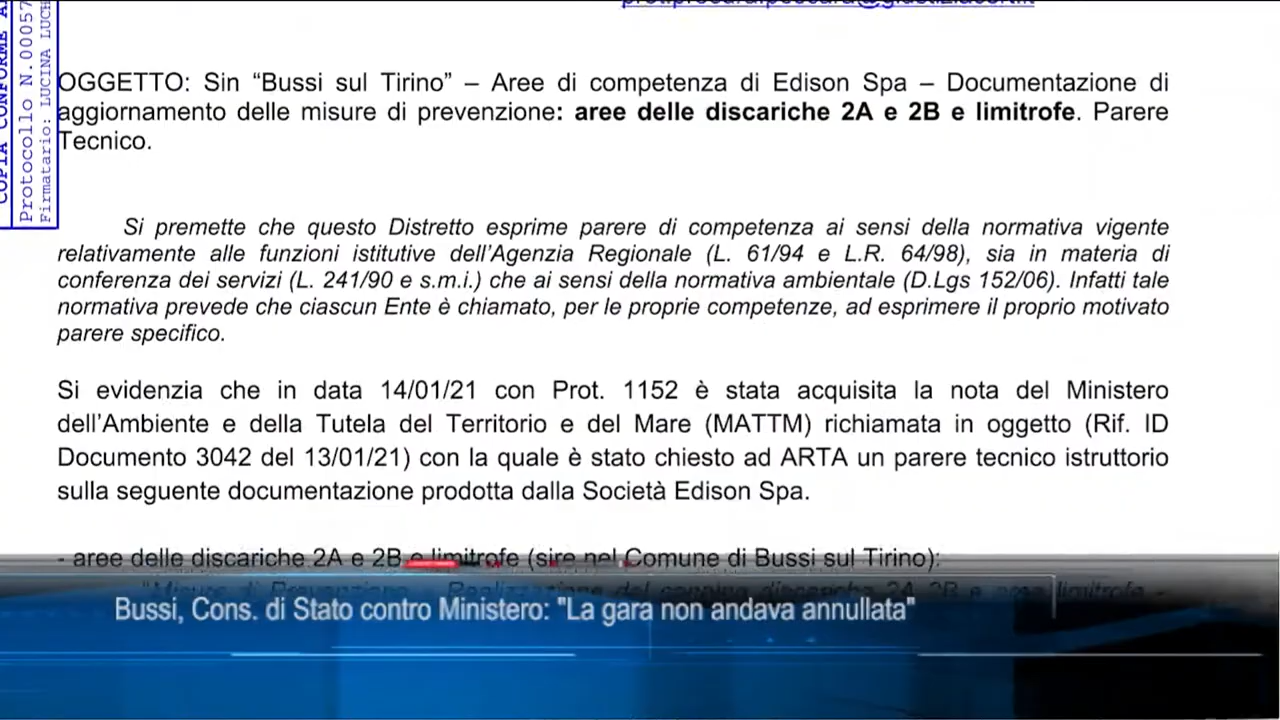 OGGETTO: Sin “Bussi sul Tirino” – Aree di competenza di Edison Spa – Documentazione di
aggiornamento delle misure di prevenzione: aree delle discariche 2A e 2B e limitrofe. Parere
Tecnico.
Protocollo N.00057
Firmatario: LUCINA LUCH
COPIA CONFORME A
Si premette che questo Distretto esprime parere di competenza ai sensi della normativa vigente
relativamente alle funzioni istitutive dell’Agenzia Regionale (L. 61/94 e L.R. 64/98), sia in materia di
conferenza dei servizi (L. 241/90 e s.m.i.) che ai sensi della normativa ambientale (D.Lgs 152/06). Infatti tale
normativa prevede che ciascun Ente è chiamato, per le proprie competenze, ad esprimere il proprio motivato
parere specifico.
Si evidenzia che in data 14/01/21 con Prot. 1152 è stata acquisita la nota del Ministero
dell’Ambiente e della Tutela del Territorio e del Mare (MATTM) richiamata in oggetto (Rif. ID
Documento 3042 del 13/01/21) con la quale è stato chiesto ad ARTA un parere tecnico istruttorio
sulla seguente documentazione prodotta dalla Società Edison Spa.
- aree delle discariche 2A e 2B e limitrofe (sire nel Comune di Bussi sul Tirino):
Bussi, Cons. di Stato contro Ministero: "La gara non andava annullata"